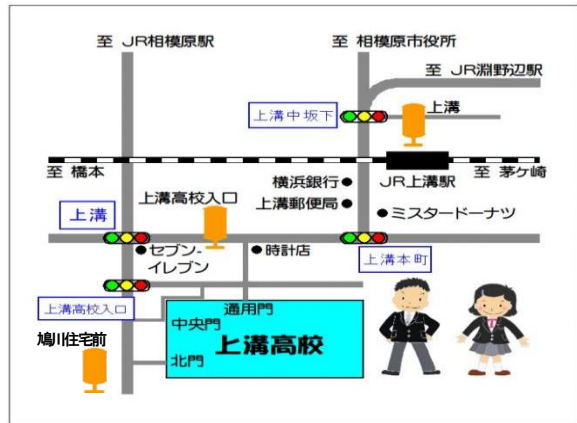 至 JR相模原駅
至 相模原市役所
至 JR淵野辺駅
上溝中坂下
上溝
至 橋本
横浜銀行
JR上溝駅
至 茅ヶ崎
上溝高校入口
上溝郵便局
ミスタードーナツ
上溝
セブン-
イレブン
時計店
上溝本町
上溝高校入口
通用門
中央門
上溝高校
鳩川住宅前
北門